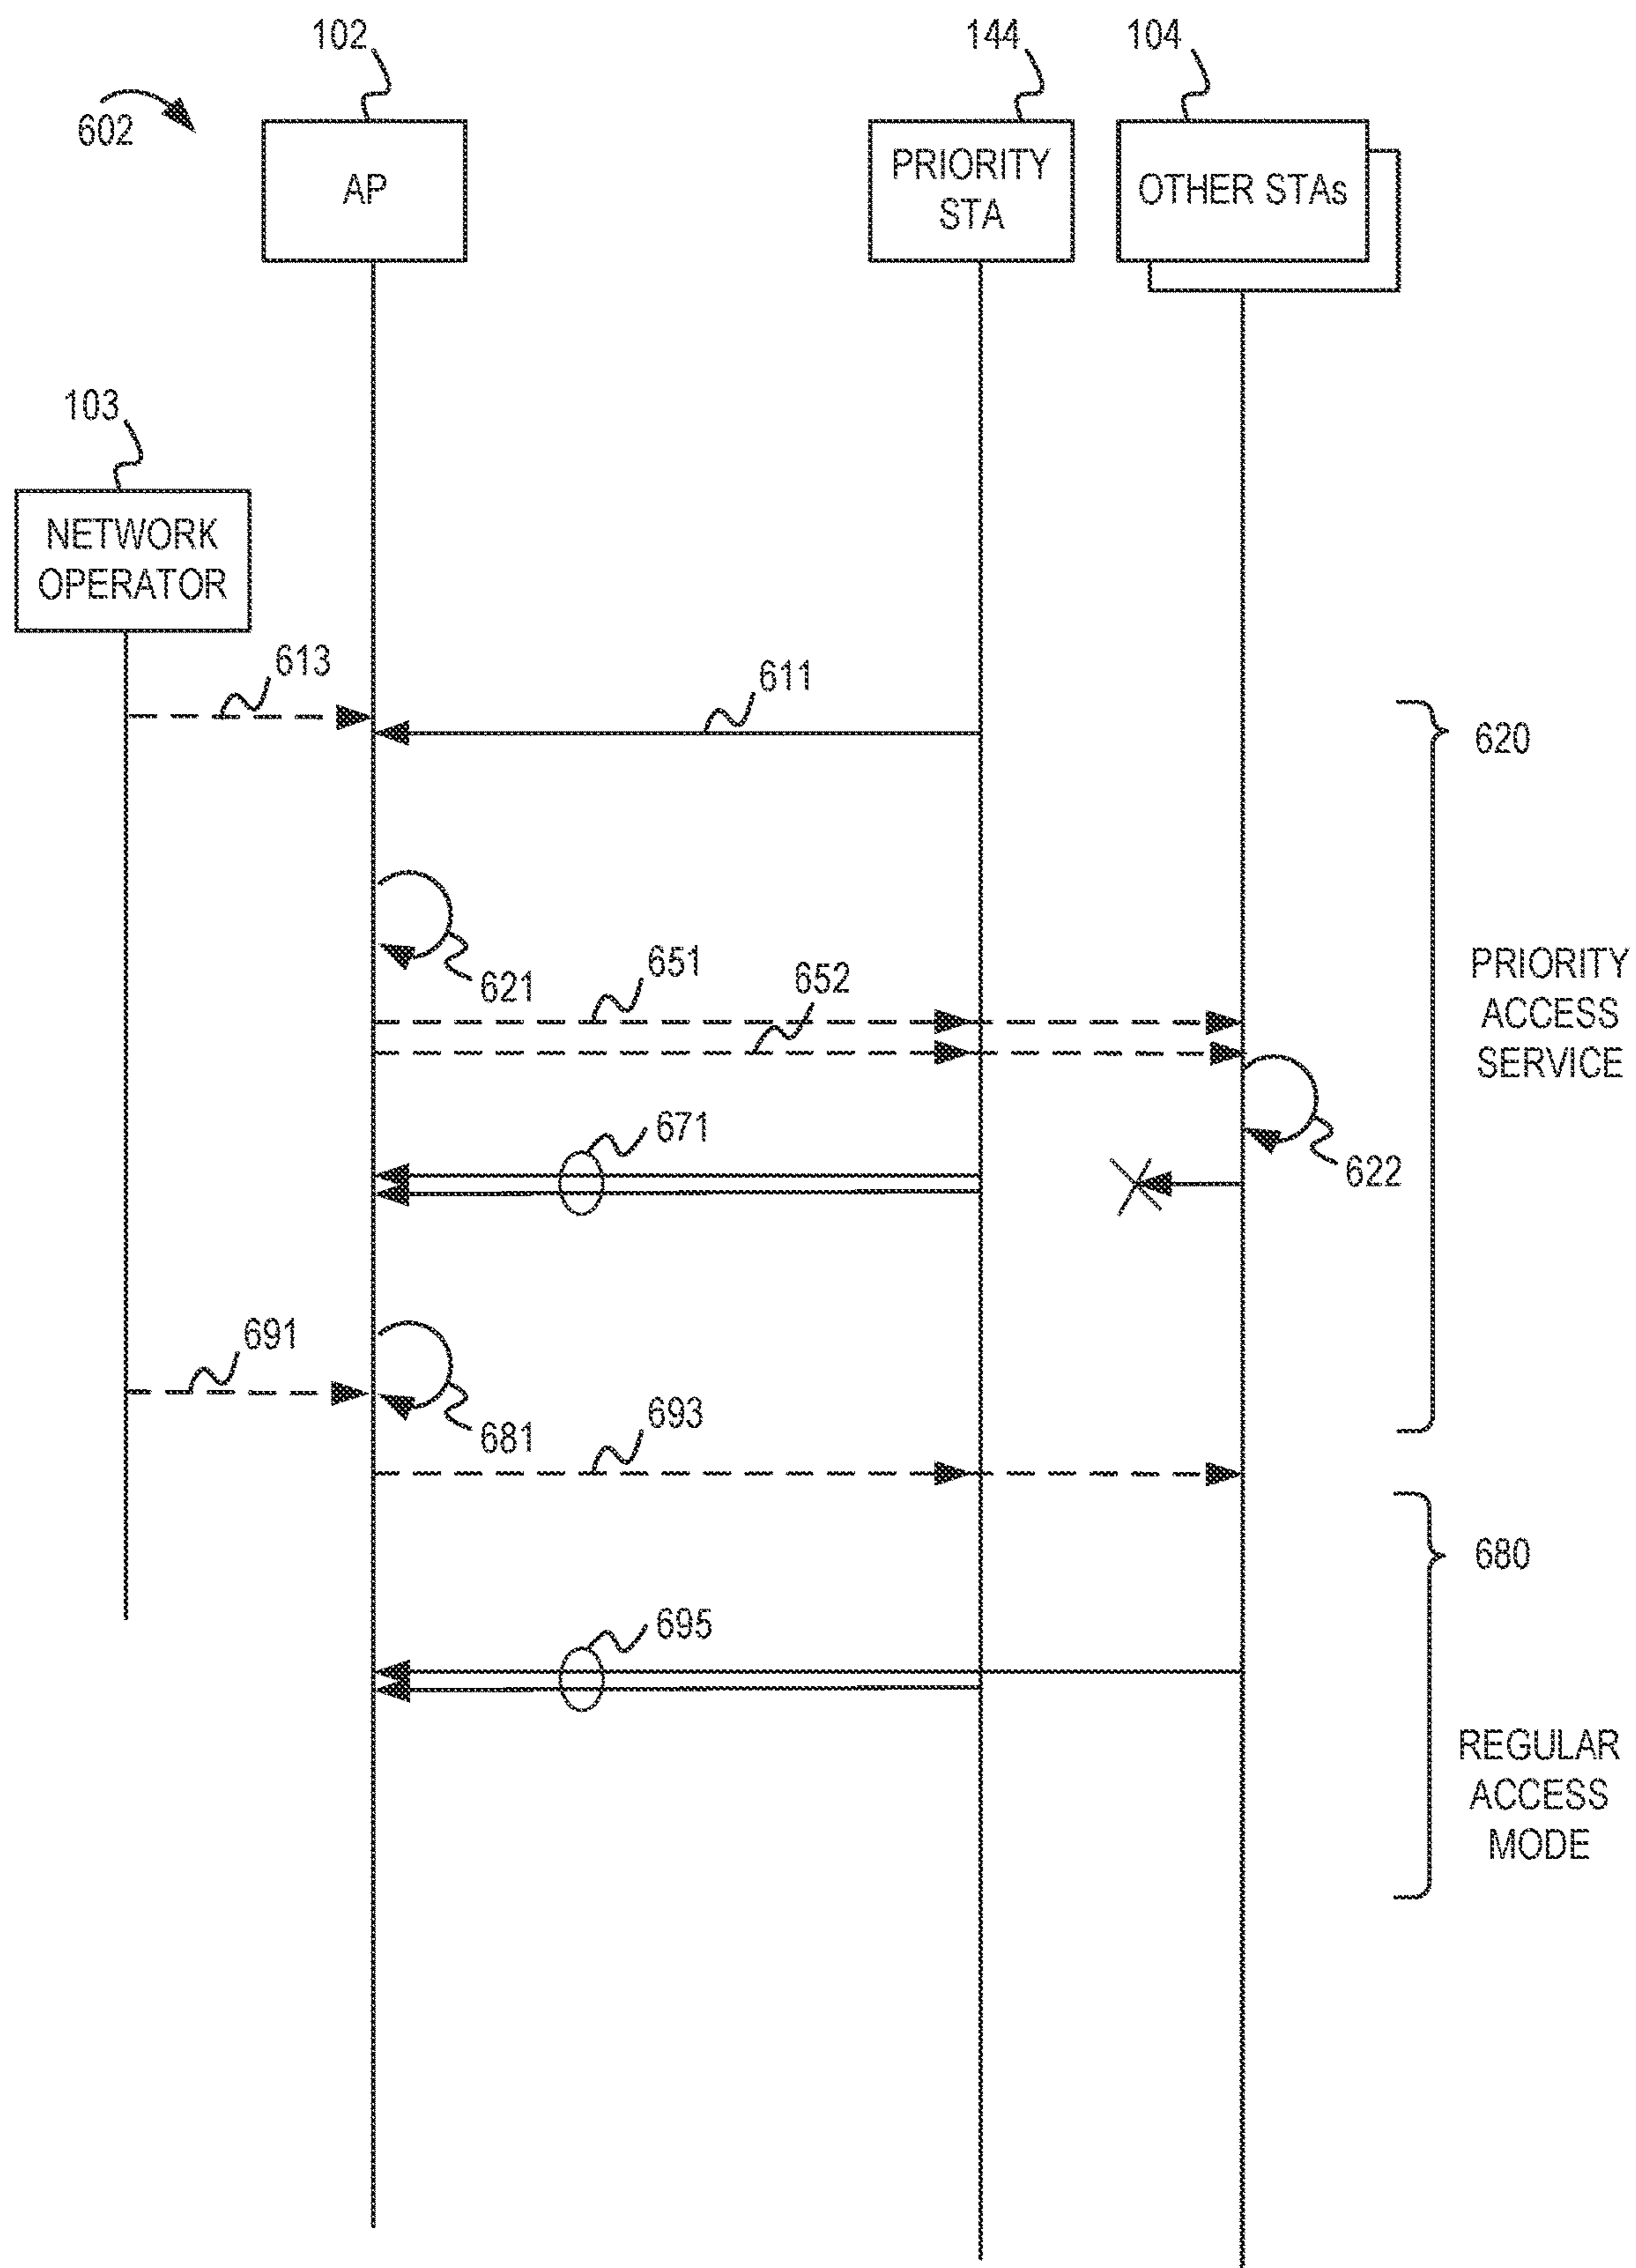 102
144
104
602
AP
PRIORITY
STA
OTHER STAs
103
NETWORK
OPERATOR
613
611
620
621
651
652
PRIORITY
ACCESS
SERVICE
671
622
691
681
693
680
695
REGULAR
ACCESS
MODE